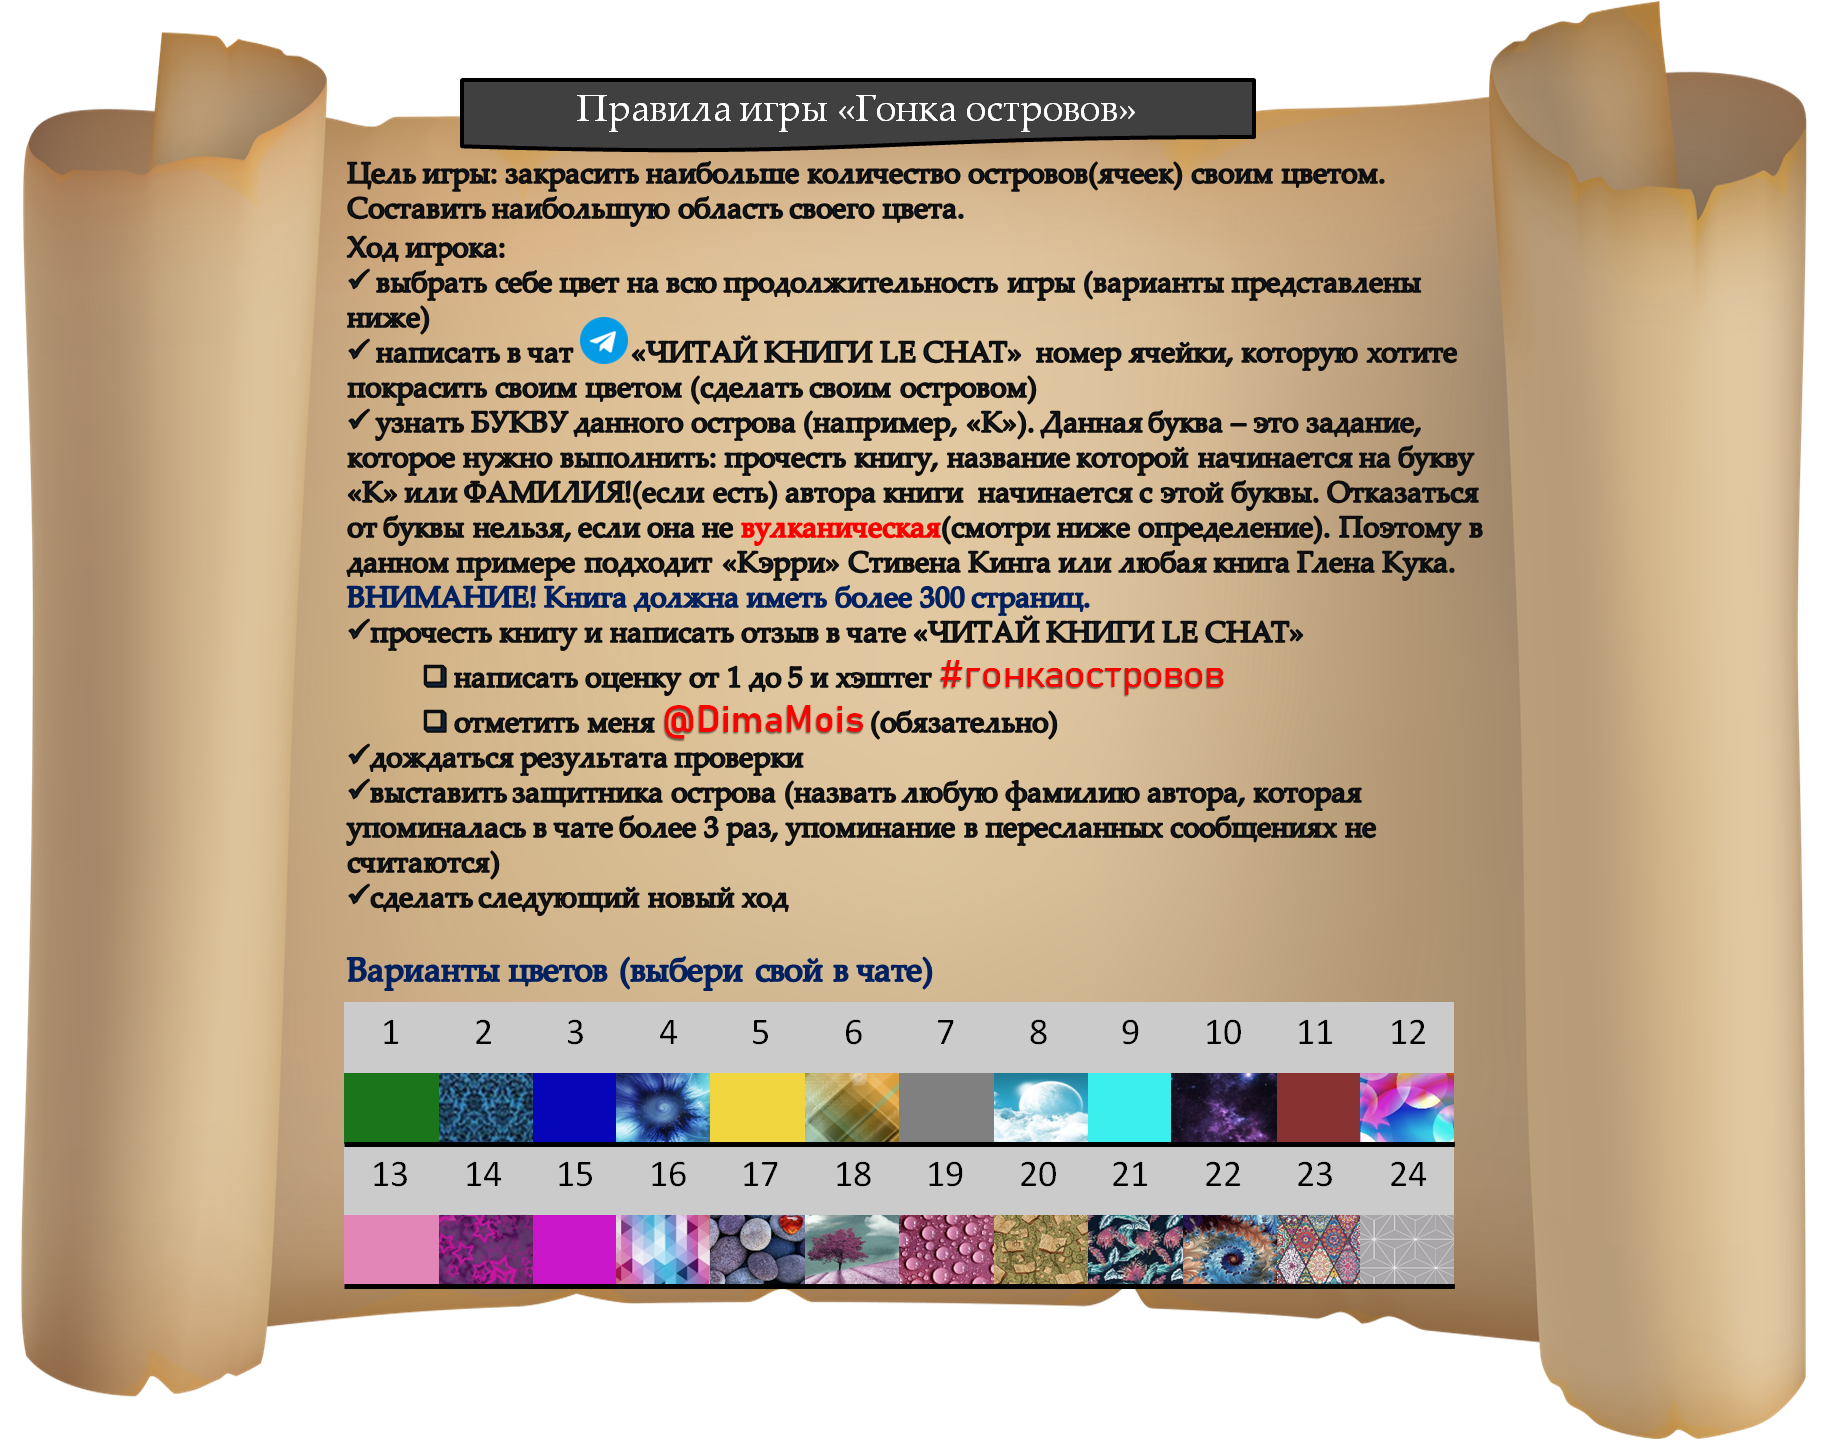 Правила игры «Гонка островов»
Цель игры: закрасить наибольше количество островов(ячеек) своим цветом.
Составить наибольшую область своего цвета.
Ход игрока:
✓ выбрать себе цвет на всю продолжительность игры (варианты представлены
ниже)
✓ написать в чат «ЧИТАЙ КНИГИ LE CHAT» номер ячейки, которую хотите
покрасить своим цветом (сделать своим островом)
✓ узнать БУКВУ данного острова (например, «К»). Данная буква – это задание,
которое нужно выполнить: прочесть книгу, название которой начинается на букву
«К» или ФАМИЛИЯ!(если есть) автора книги начинается с этой буквы. Отказаться
от буквы нельзя, если она не вулканическая(смотри ниже определение). Поэтому в
данном примере подходит «Кэрри» Стивена Кинга или любая книга Глена Кука.
ВНИМАНИЕ! Книга должна иметь более 300 страниц.
✓прочесть книгу и написать отзыв в чате «ЧИТАЙ КНИГИ LE CHAT»
❑ написать оценку от 1 до 5 и хэштег #гонкаостровов
❑ отметить меня @DimaMois (обязательно)
✓дождаться результата проверки
✓выставить защитника острова (назвать любую фамилию автора, которая
упоминалась в чате более 3 раз, упоминание в пересланных сообщениях не
считаются)
✓сделать следующий новый ход
Варианты цветов (выбери свой в чате)
1 2 3 4 5 6 7 8 9 10 11 12
13 14 15 16 17 18 19 20 21 22 23 24